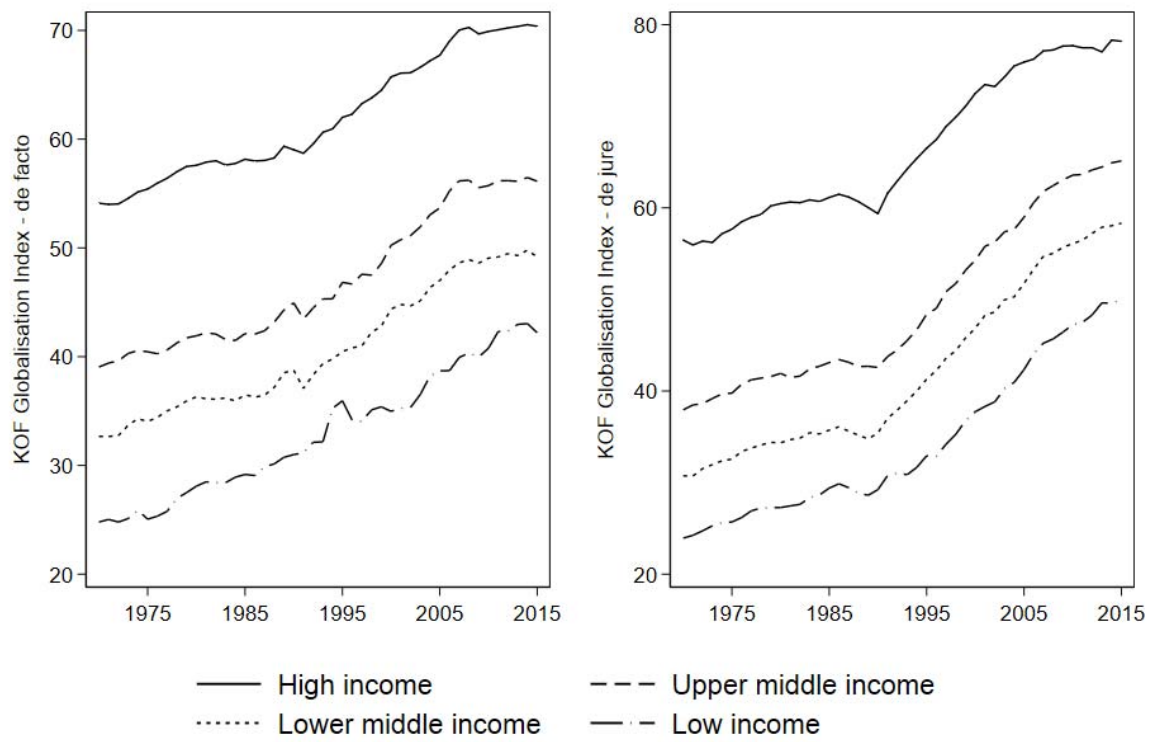 KOF Globalisation Index - de facto
70
60
50
40
30
20
1975 1985 1995 2005 2015
KOF Globalisation Index - de jure
80
60
40
20
1975 1985 1995 2005 2015
High income
Upper middle income
Lower middle income
Low income